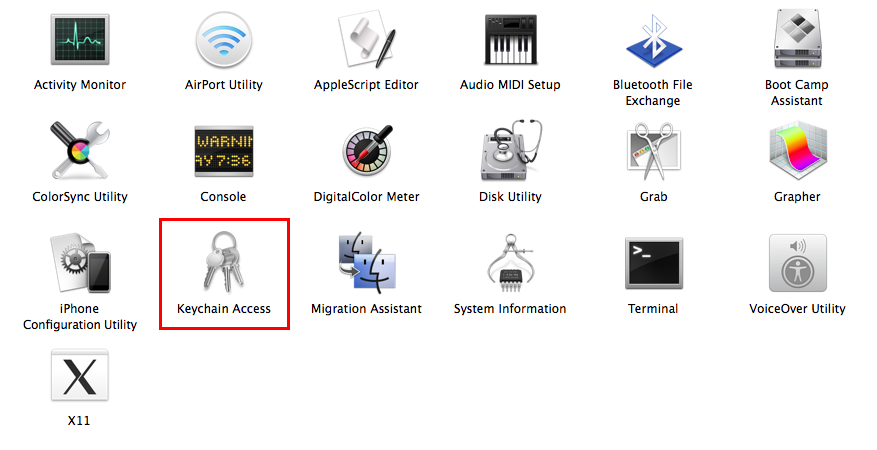 Activity Monitor
AirPort Utility
AppleScript Editor
Audio MIDI Setup
Bluetooth File
Exchange
Boot Camp
Assistant
WARNIN
AY 7:36
ColorSync Utility
Console
DigitalColor Meter
Disk Utility
Grab
Grapher
>_
iPhone
Configuration Utility
Keychain Access
Migration Assistant
System Information
Terminal
VoiceOver Utility
X
X11